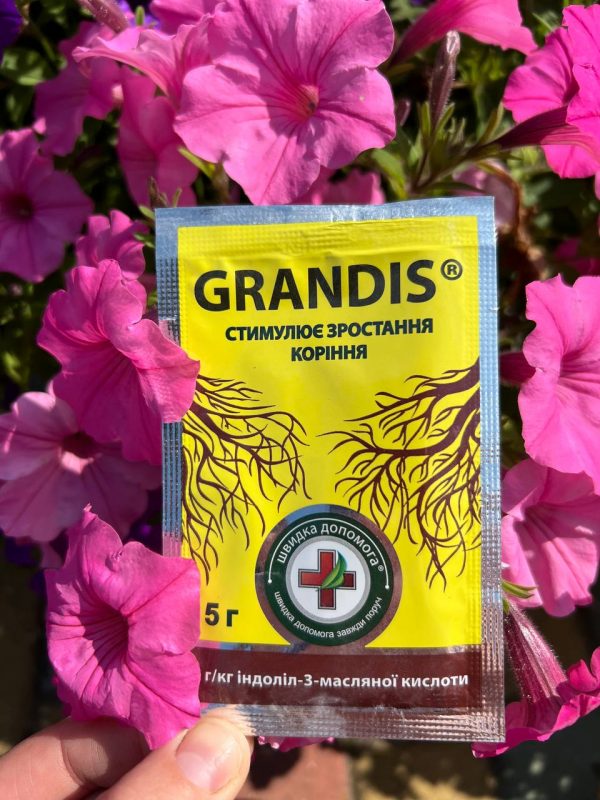 GRANDIS®
СТИМУЛЮЄ ЗРОСТАННЯ
КОРІННЯ
ШВИДКА ДОПОМОГА®
швидка допомога завжди поруч
5 г
г/кг індоліл-3-масляної кислоти